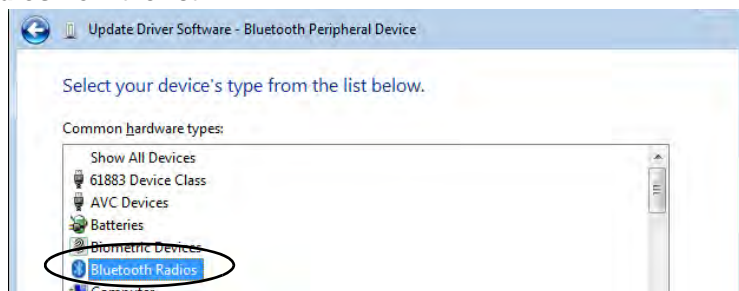 Update Driver Software - Bluetooth Peripheral Device
Select your device's type from the list below.
Common hardware types:
Show All Devices
61883 Device Class
AVC Devices
Batteries
Biometric Devices
Bluetooth Radios
Computer